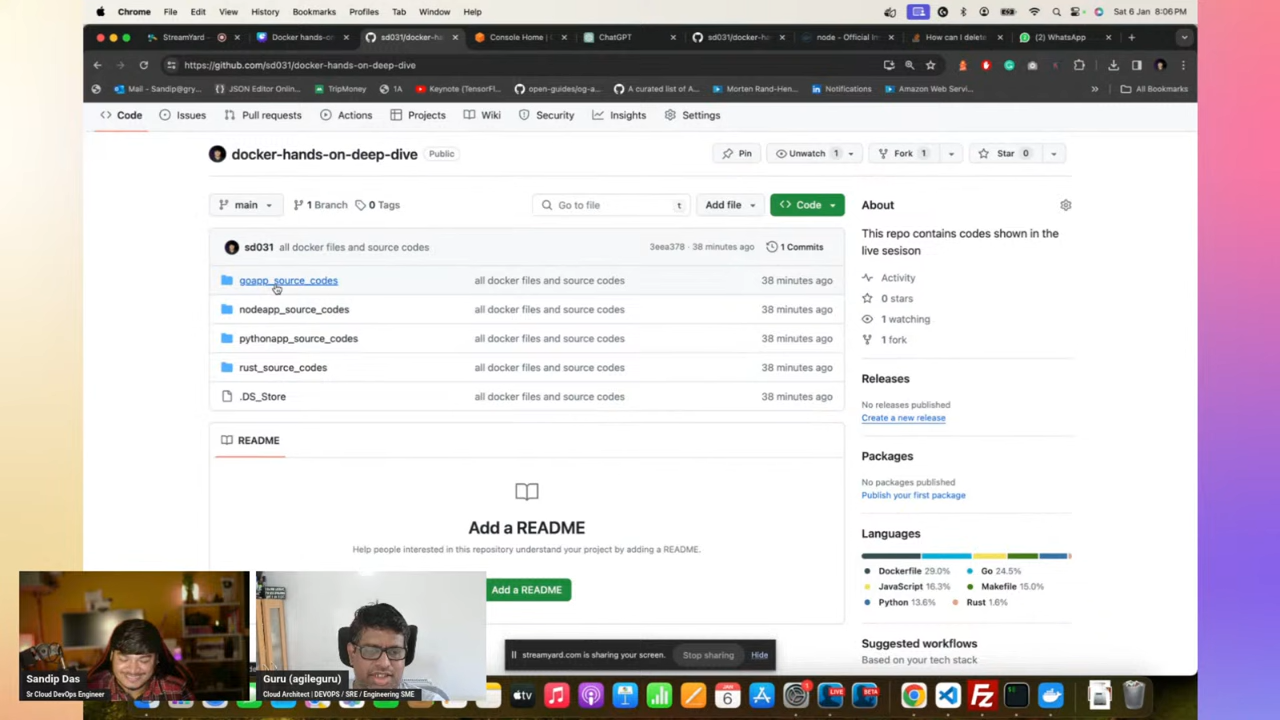 Chrome File Edit View History Bookmarks Profiles Tab Window Help Sat 6 Jan 8:06 PM
StreamYard Docker hands-on- sd031/docker-ha Console Home | C ChatGPT sd031/docker-ha node - Official Im How can I delete (2) WhatsApp
https://github.com/sd031/docker-hands-on-deep-dive
Mail - Sandip@gry... {:} JSON Editor Onlin... TripMoney 1A Keynote (TensorFl... open-guides/og-a... A curated list of A... Morten Rand-Hen... Notifications Amazon Web Servi... » All Bookmarks
Code Issues Pull requests Actions Projects Wiki Security Insights Settings
docker-hands-on-deep-dive Public Pin Unwatch 1 Fork 1 Star 0
main 1 Branch 0 Tags Go to file t Add file Code
About
sd031 all docker files and source codes 3eea378 · 38 minutes ago 1 Commits
This repo contains codes shown in the
live sesison
goapp_source_codes all docker files and source codes 38 minutes ago
Activity
nodeapp_source_codes all docker files and source codes 38 minutes ago
0 stars
1 watching
pythonapp_source_codes all docker files and source codes 38 minutes ago
1 fork
rust_source_codes all docker files and source codes 38 minutes ago
Releases
.DS_Store all docker files and source codes 38 minutes ago
No releases published
Create a new release
README
Packages
No packages published
Publish your first package
Add a README
Help people interested in this repository understand your project by adding a README.
Add a README
Languages
Dockerfile 29.0% Go 24.5%
JavaScript 16.3% Makefile 15.0%
Python 13.6% Rust 1.6%
Suggested workflows
Based on your tech stack
streamyard.com is sharing your screen. Stop sharing Hide
Sandip Das
Sr Cloud DevOps Engineer
Guru (agileguru)
Cloud Architect | DEVOPS / SRE / Engineering SME
JAN
6
tv
LIVE
BETA